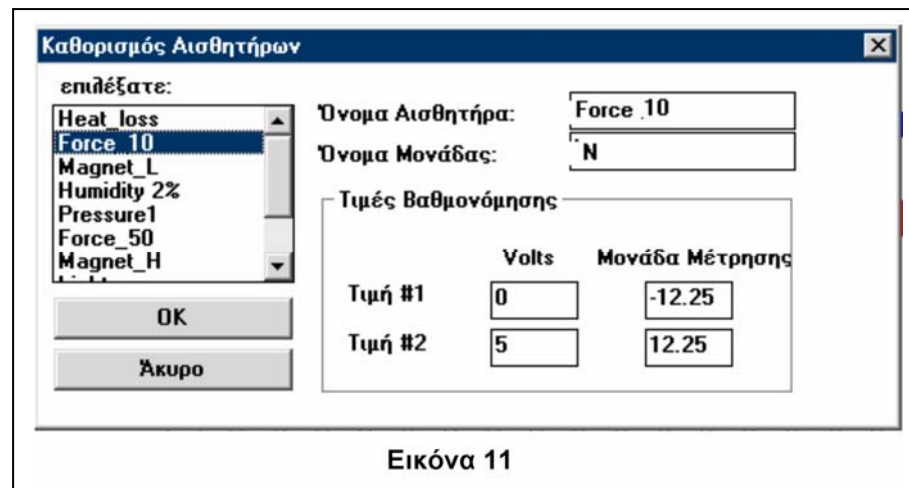 Καθορισμός Αισθητήρων
επιλέξατε:
Heat_loss
Force_10
Magnet_L
Humidity 2%
Pressure1
Force_50
Magnet_H
OK
Άκυρο
Όνομα Αισθητήρα: Force_10
Όνομα Μονάδας: N
Τιμές Βαθμονόμησης
Volts Μονάδα Μέτρησης
Τιμή #1 0 -12.25
Τιμή #2 5 12.25
Εικόνα 11